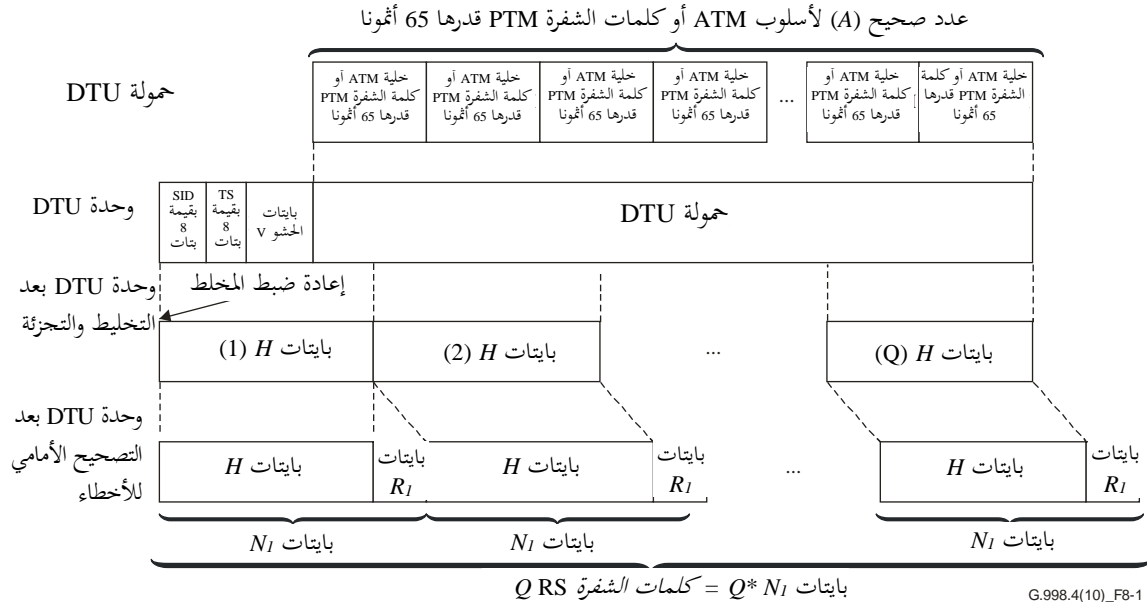 عدد صحيح (A) لأسلوب ATM أو كلمات الشفرة PTM قدرها 65 أثمونا
حمولة DTU
خلية ATM أو
كلمة الشفرة PTM
قدرها 65 أثمونا
خلية ATM أو
كلمة الشفرة PTM
قدرها 65 أثمونا
خلية ATM أو
كلمة الشفرة PTM
قدرها 65 أثمونا
خلية ATM أو
كلمة الشفرة PTM
قدرها 65 أثمونا
...
خلية ATM أو
كلمة الشفرة PTM
قدرها 65 أثمونا
خلية ATM أو كلمة
الشفرة PTM قدرها
65 أثمونا
وحدة DTU
SID
بقيمة
8
بتات
TS
بقيمة
8
بتات
بايتات
الحشو V
حمولة DTU
وحدة DTU بعد
التخليط والتجزئة
إعادة ضبط المخلط
بايتات H (1)
بايتات H (2)
...
بايتات H (Q)
وحدة DTU بعد
التصحيح الأمامي
للأخطاء
بايتات H
بايتات
R1
بايتات H
بايتات
R1
...
بايتات H
بايتات
R1
بايتات N1
بايتات N1
بايتات N1
بايتات Q* N1 = كلمات الشفرة Q RS
G.998.4(10)_F8-1